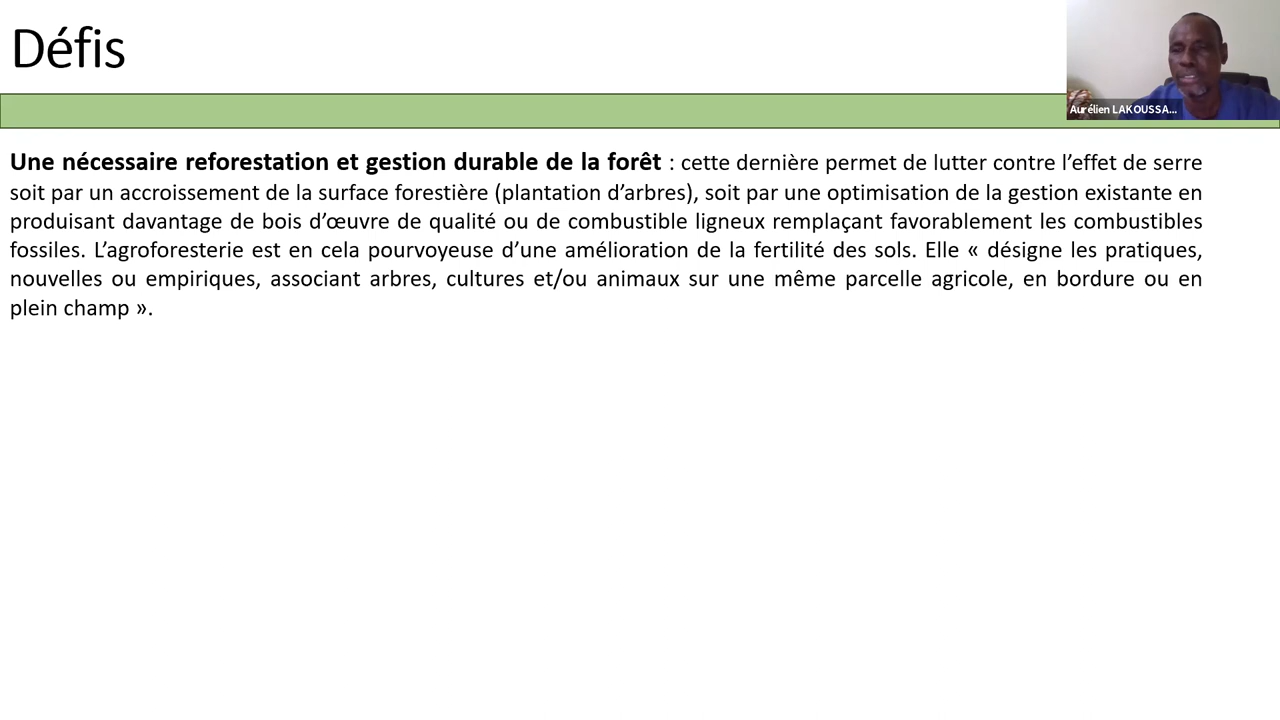 Défis
Aurélien LAKOUSSA...
Une nécessaire reforestation et gestion durable de la forêt : cette dernière permet de lutter contre l’effet de serre
soit par un accroissement de la surface forestière (plantation d’arbres), soit par une optimisation de la gestion existante en
produisant davantage de bois d’œuvre de qualité ou de combustible ligneux remplaçant favorablement les combustibles
fossiles. L’agroforesterie est en cela pourvoyeuse d’une amélioration de la fertilité des sols. Elle « désigne les pratiques,
nouvelles ou empiriques, associant arbres, cultures et/ou animaux sur une même parcelle agricole, en bordure ou en
plein champ ».